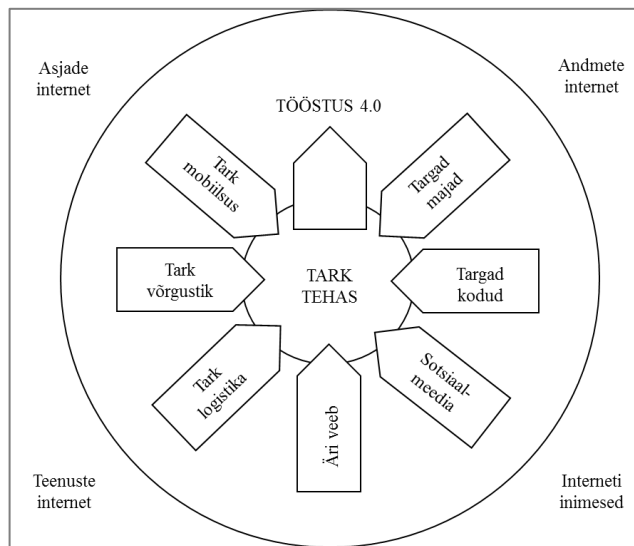 Asjade
internet
Andmete
internet
TÖÖSTUS 4.0
Tark
mobiilsus
Targad
majad
Tark
võrgustik
TARK
TEHAS
Targad
kodud
Tark
logistika
Äri veeb
Sotsiaal-
meedia
Teenuste
internet
Interneti
inimesed